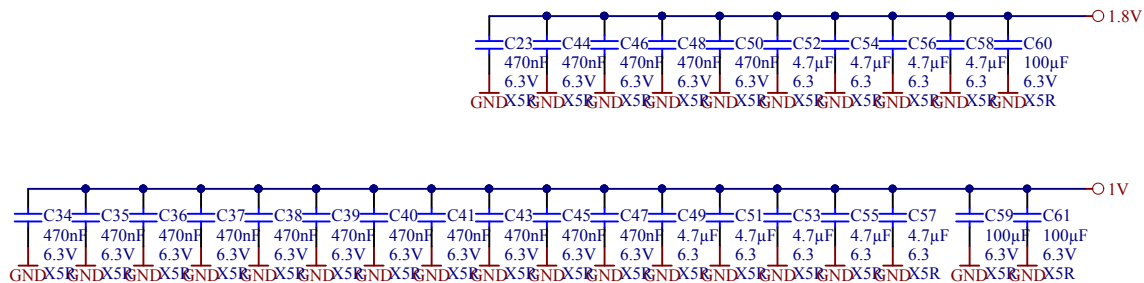 1.8V
C23 C44 C46 C48 C50 C52 C54 C56 C58 C60
470nF 470nF 470nF 470nF 470nF 4.7µF 4.7µF 4.7µF 4.7µF 100µF
6.3V 6.3V 6.3V 6.3V 6.3V 6.3 6.3 6.3 6.3 6.3V
GND X5R GND X5R GND X5R GND X5R GND X5R GND X5R GND X5R GND X5R GND X5R GND X5R
1V
C34 C35 C36 C37 C38 C39 C40 C41 C43 C45 C47 C49 C51 C53 C55 C57 C59 C61
470nF 470nF 470nF 470nF 470nF 470nF 470nF 470nF 470nF 470nF 470nF 4.7µF 4.7µF 4.7µF 4.7µF 4.7µF 100µF 100µF
6.3V 6.3V 6.3V 6.3V 6.3V 6.3V 6.3V 6.3V 6.3V 6.3V 6.3V 6.3 6.3 6.3 6.3 6.3 6.3V 6.3V
GND X5R GND X5R GND X5R GND X5R GND X5R GND X5R GND X5R GND X5R GND X5R GND X5R GND X5R GND X5R GND X5R GND X5R GND X5R GND X5R GND X5R GND X5R